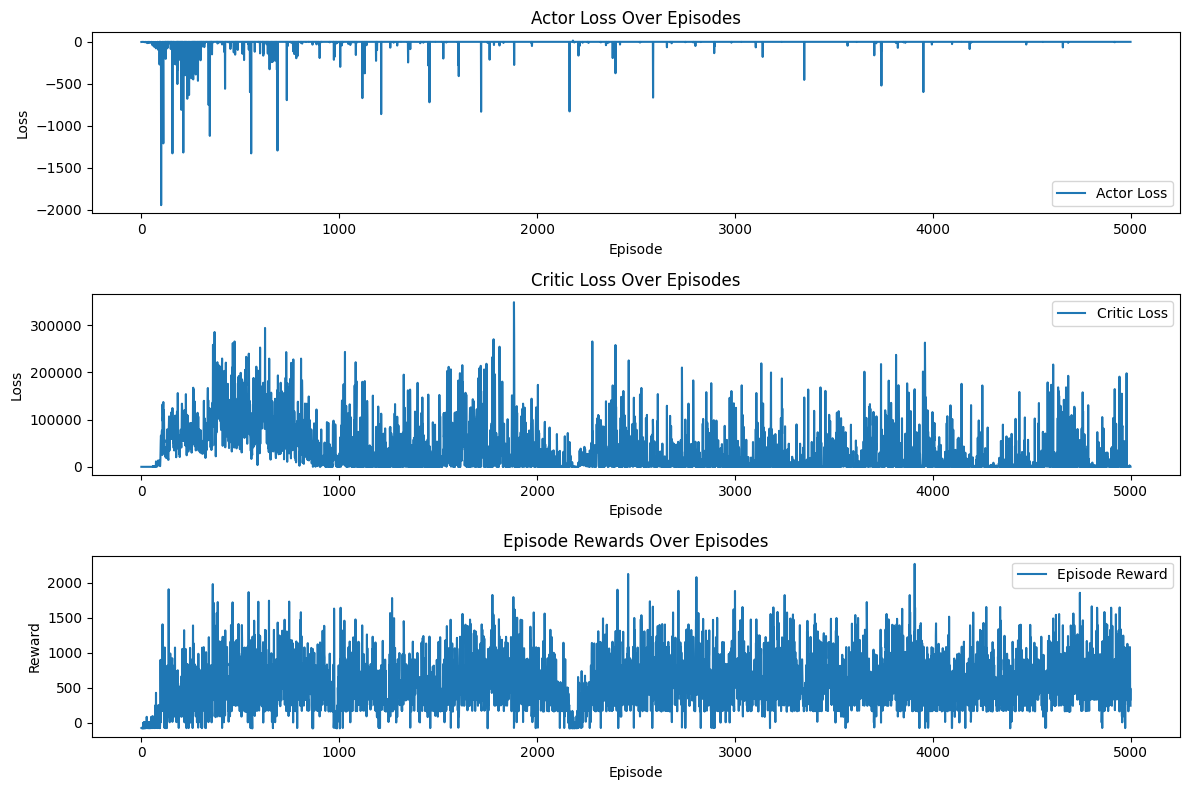 Actor Loss Over Episodes
0
−500
−1000
−1500
−2000
Loss
Actor Loss
0 1000 2000 3000 4000 5000
Episode
Critic Loss Over Episodes
300000
200000
100000
0
Loss
Critic Loss
0 1000 2000 3000 4000 5000
Episode
Episode Rewards Over Episodes
2000
1500
1000
500
0
Reward
Episode Reward
0 1000 2000 3000 4000 5000
Episode